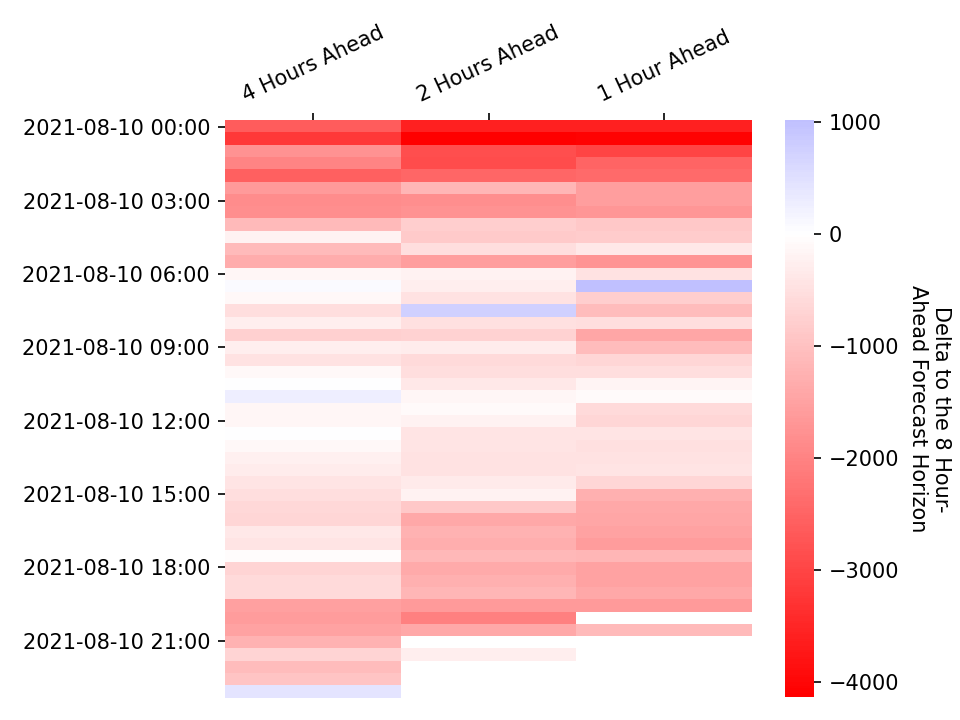 4 Hours Ahead
2 Hours Ahead
1 Hour Ahead
2021-08-10 00:00
2021-08-10 03:00
2021-08-10 06:00
2021-08-10 09:00
2021-08-10 12:00
2021-08-10 15:00
2021-08-10 18:00
2021-08-10 21:00
1000
0
−1000
−2000
−3000
−4000
Delta to the 8 Hour-
Ahead Forecast Horizon